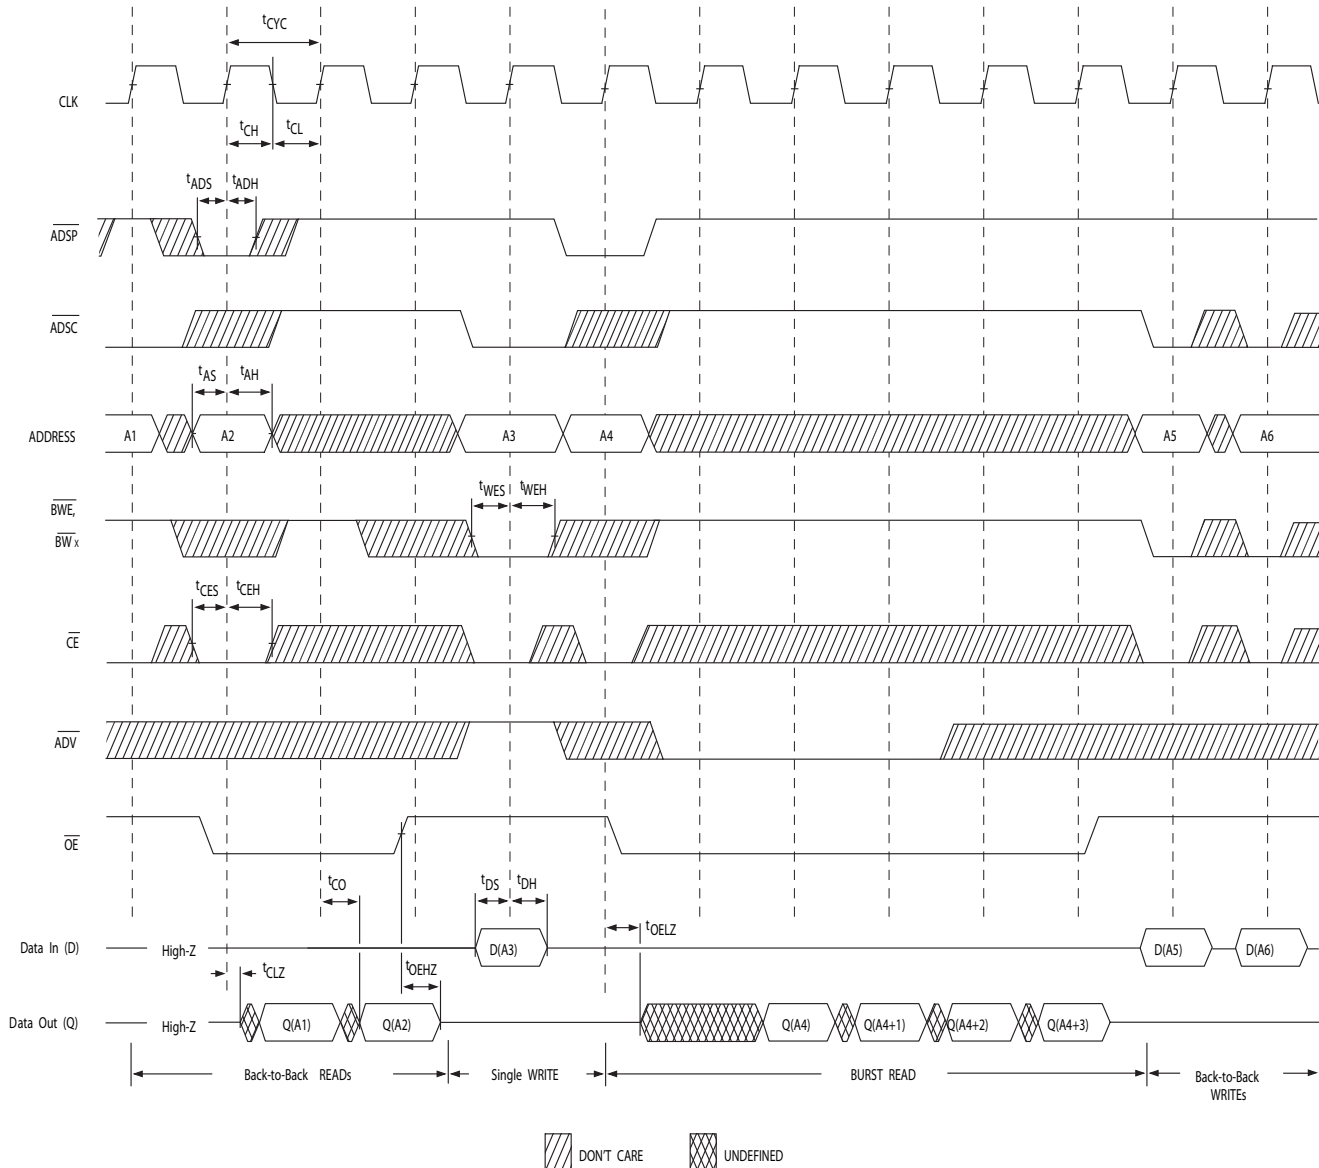 tCYC
CLK
tCH
tCL
tADS
tADH
ADSP
ADSC
tAS
tAH
ADDRESS
A1
A2
A3
A4
A5
A6
tWES
tWEH
BWE,
BW x
tCES
tCEH
CE
ADV
OE
tCO
tDS
tDH
tOELZ
Data In (D)
High-Z
D(A3)
D(A5)
D(A6)
tCLZ
tOEHZ
Data Out (Q)
High-Z
Q(A1)
Q(A2)
Q(A4)
Q(A4+1)
Q(A4+2)
Q(A4+3)
Back-to-Back READs
Single WRITE
BURST READ
Back-to-Back
WRITEs
DON'T CARE
UNDEFINED